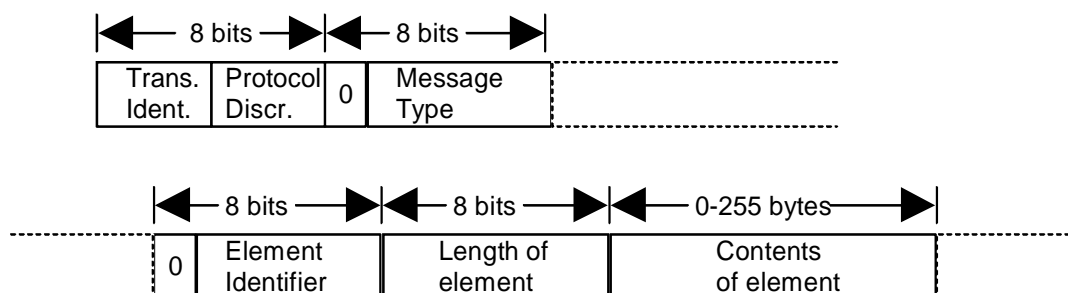 8 bits 8 bits
Trans. Protocol 0 Message
Ident. Discr. Type
8 bits 8 bits 0-255 bytes
0 Element Length of Contents
Identifier element of element